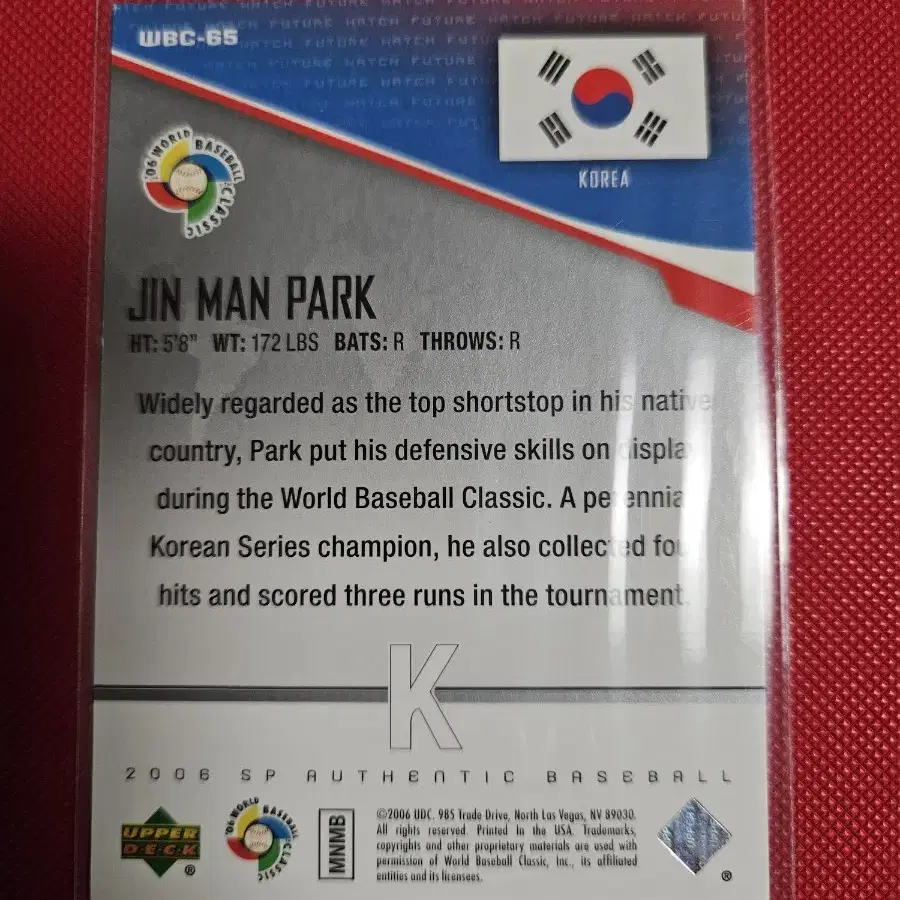 WBC-65
FUTURE WATCH FUTURE WATCH FUTURE
KOREA
'06 WORLD BASEBALL CLASSIC
JIN MAN PARK
HT: 5'8" WT: 172 LBS BATS: R THROWS: R
Widely regarded as the top shortstop in his native
country, Park put his defensive skills on display
during the World Baseball Classic. A perennial
Korean Series champion, he also collected four
hits and scored three runs in the tournament.
K
2006 SP AUTHENTIC BASEBALL
UPPER
DECK
®
'06 WORLD BASEBALL CLASSIC
MNMB
©2006 UDC. 985 Trade Drive, North Las Vegas, NV 89030.
All rights reserved. Printed in the USA. Trademarks,
copyrights and other proprietary materials are used with
permission of World Baseball Classic, Inc., its affiliated
entities and its licensees.
®